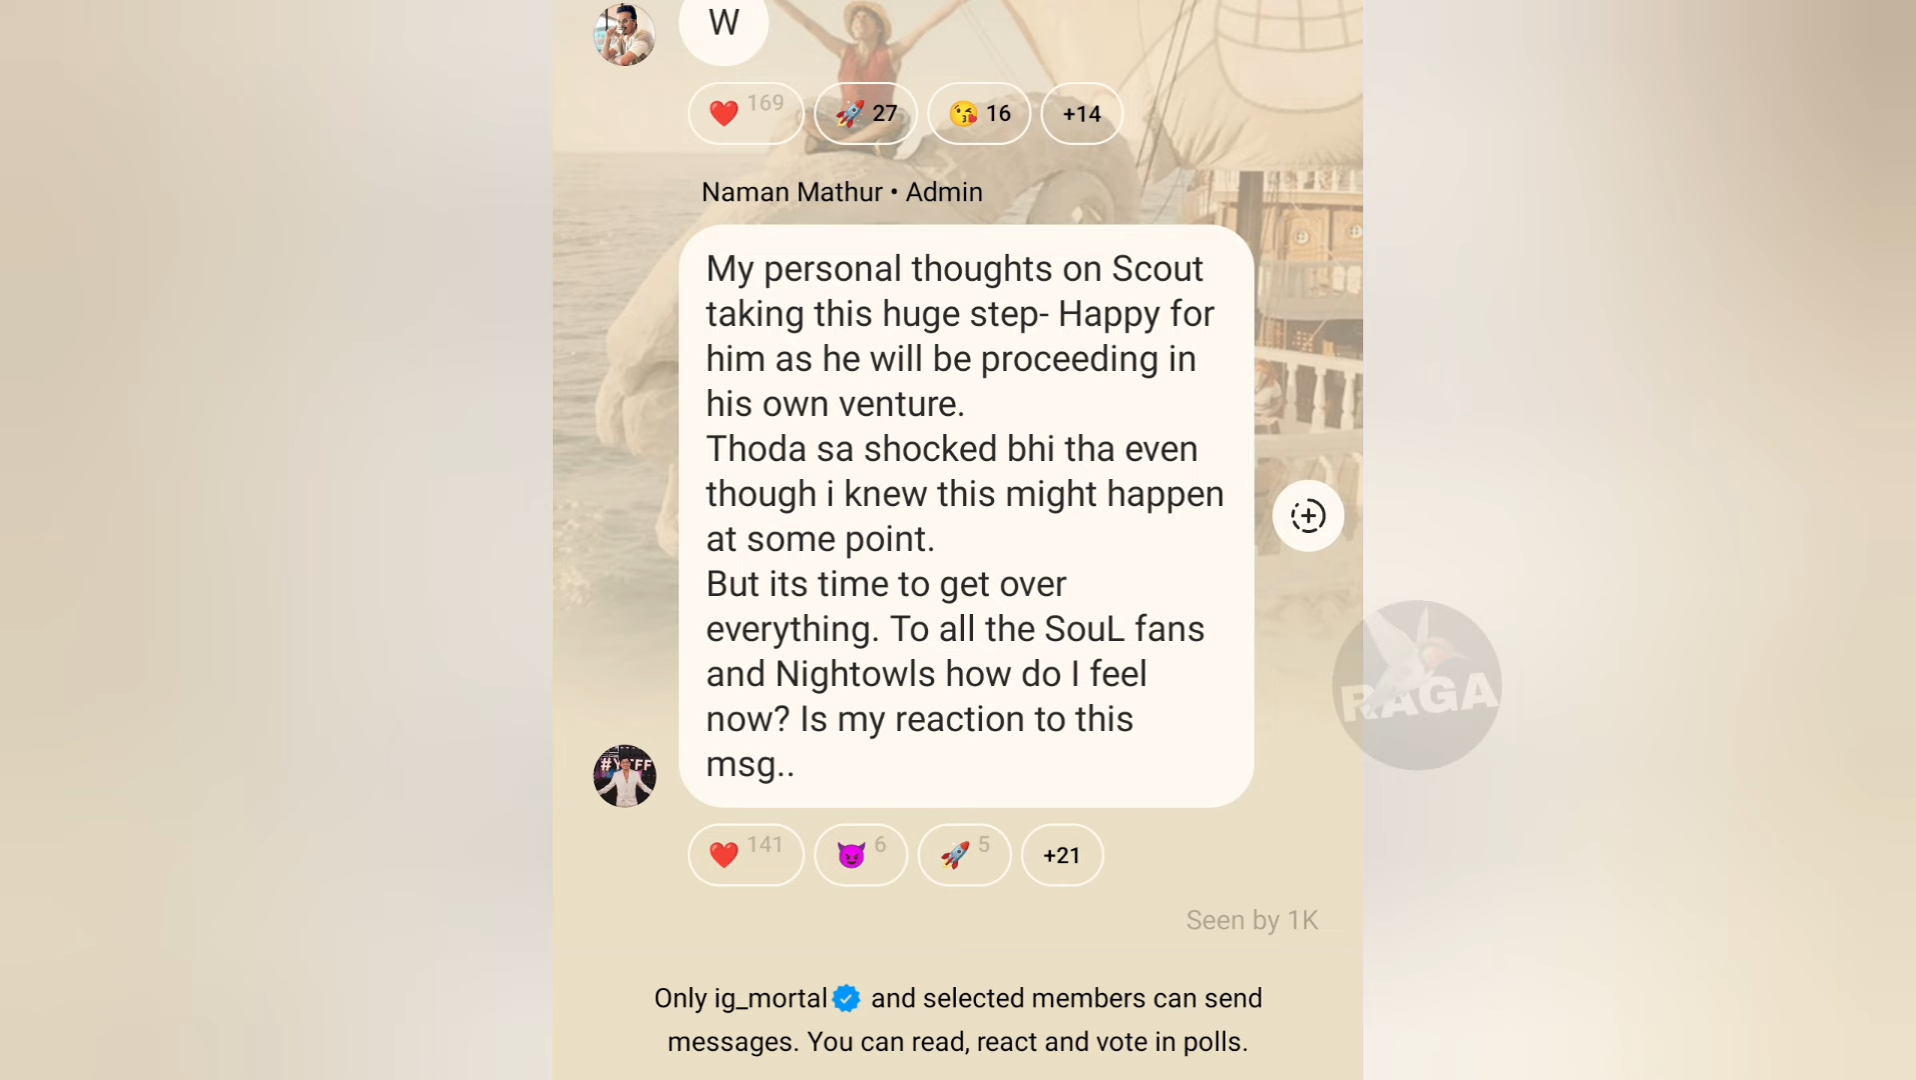 W
169
27
16
+14
Naman Mathur • Admin
My personal thoughts on Scout
taking this huge step- Happy for
him as he will be proceeding in
his own venture.
Thoda sa shocked bhi tha even
though i knew this might happen
at some point.
But its time to get over
everything. To all the SouL fans
and Nightowls how do I feel
now? Is my reaction to this
msg..
RAGA
141
6
5
+21
Seen by 1K
Only ig_mortal and selected members can send
messages. You can read, react and vote in polls.